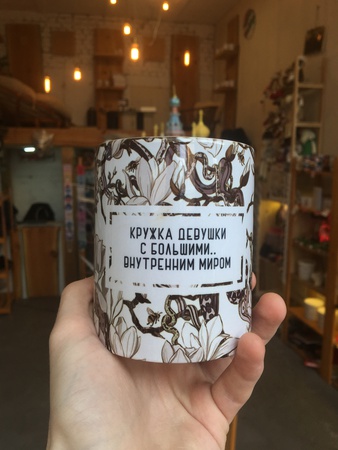 КРУЖКА ДЕВУШКИ
С БОЛЬШИМИ..
ВНУТРЕННИМ МИРОМ